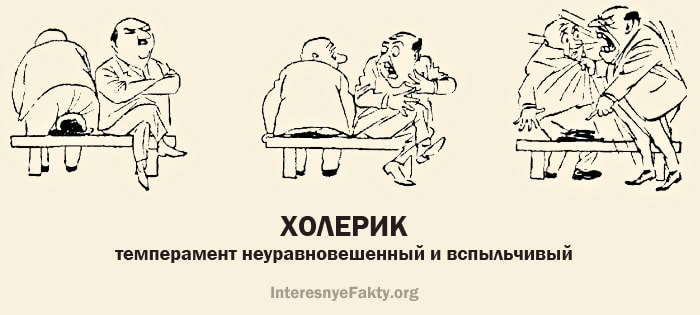 ХОЛЕРИК
темперамент неуравновешенный и вспыльчивый
InteresnyeFakty.org